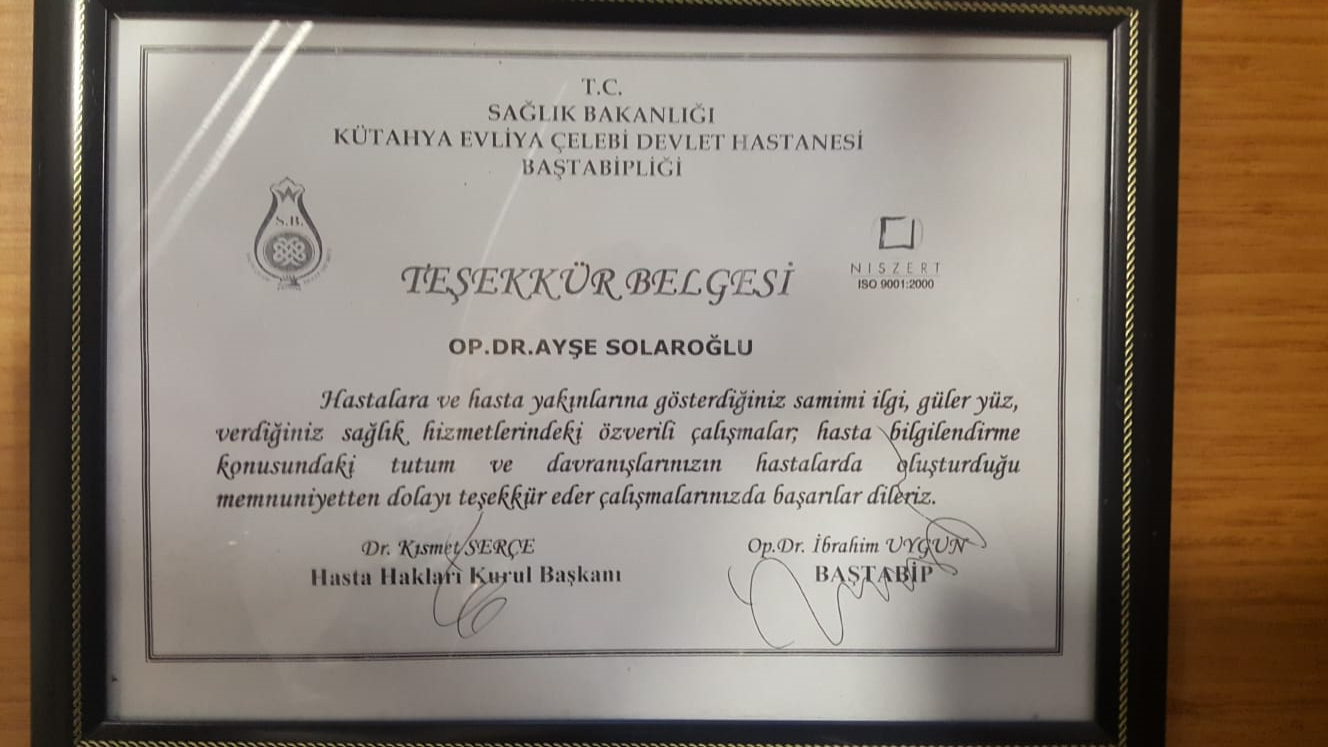 T.C.
SAĞLIK BAKANLIĞI
KÜTAHYA EVLİYA ÇELEBİ DEVLET HASTANESİ
BAŞTABİPLİĞİ
S.B.
NISZERT
ISO 9001:2000
TEŞEKKÜR BELGESİ
OP.DR.AYŞE SOLAROĞLU
Hastalara ve hasta yakınlarına gösterdiğiniz samimi ilgi, güler yüz,
verdiğiniz sağlık hizmetlerindeki özverili çalışmalar; hasta bilgilendirme
konusundaki tutum ve davranışlarınızın hastalarda oluşturduğu
memnuniyetten dolayı teşekkür eder çalışmalarınızda başarılar dileriz.
Dr. Kısmet SERÇE
Hasta Hakları Kurul Başkanı
Op.Dr. İbrahim UYGUN
BAŞTABİP